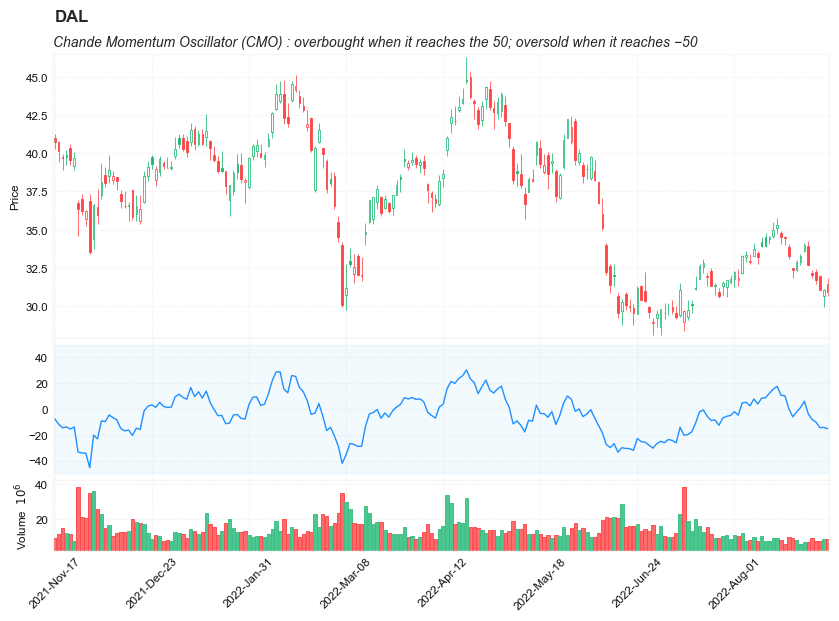 DAL
Chande Momentum Oscillator (CMO) : overbought when it reaches the 50; oversold when it reaches −50
45.0
42.5
40.0
37.5
35.0
32.5
30.0
Price
40
20
0
−20
−40
40
20
Volume 10^6
2021-Nov-17
2021-Dec-23
2022-Jan-31
2022-Mar-08
2022-Apr-12
2022-May-18
2022-Jun-24
2022-Aug-01